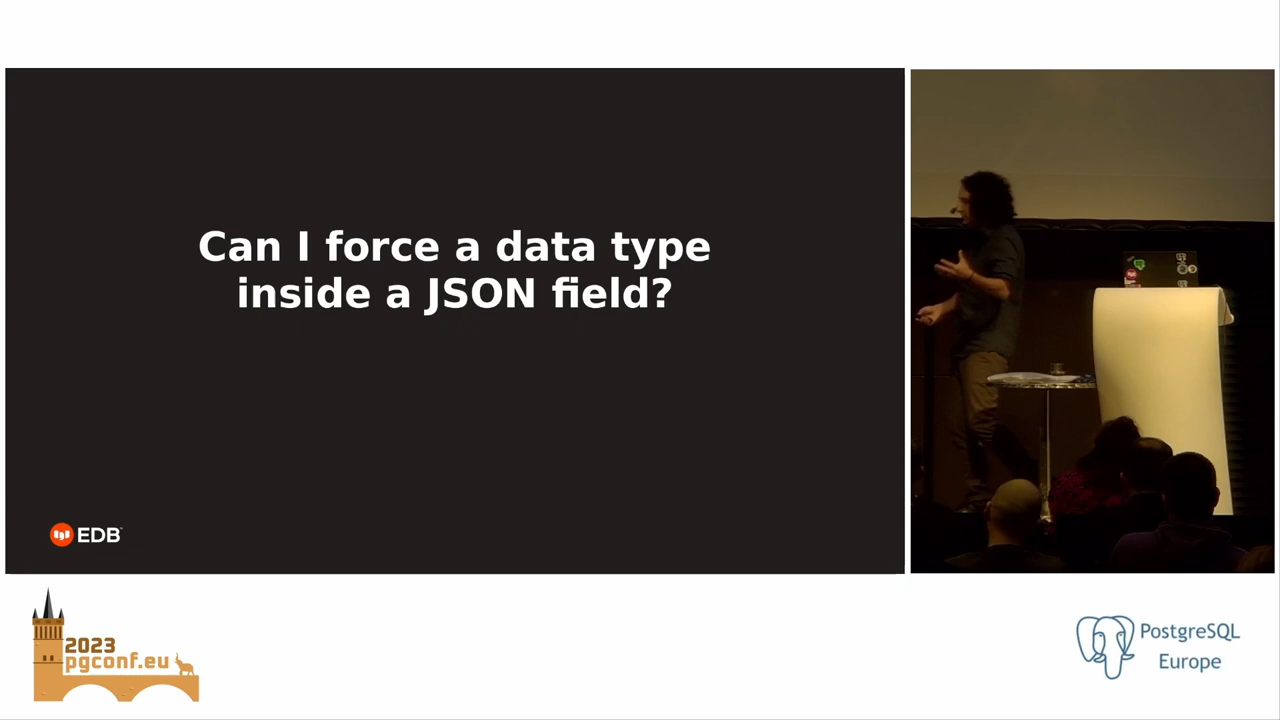 Can I force a data type
inside a JSON field?
EDB
2023
pgconf.eu
PostgreSQL
Europe